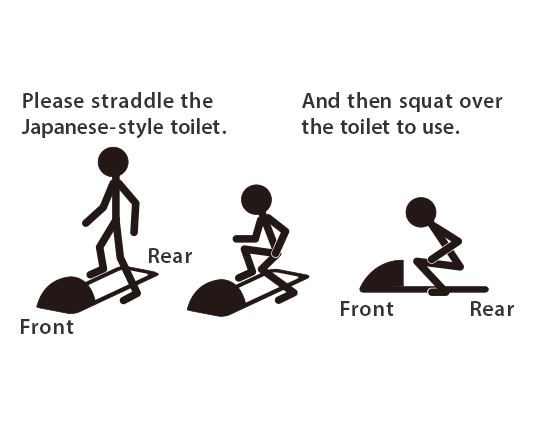 Please straddle the
Japanese-style toilet.
And then squat over
the toilet to use.
Rear
Front
Front
Rear